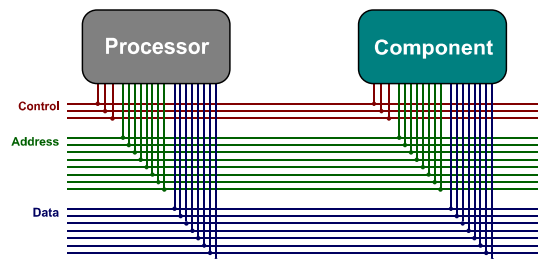 Processor
Component
Control
Address
Data